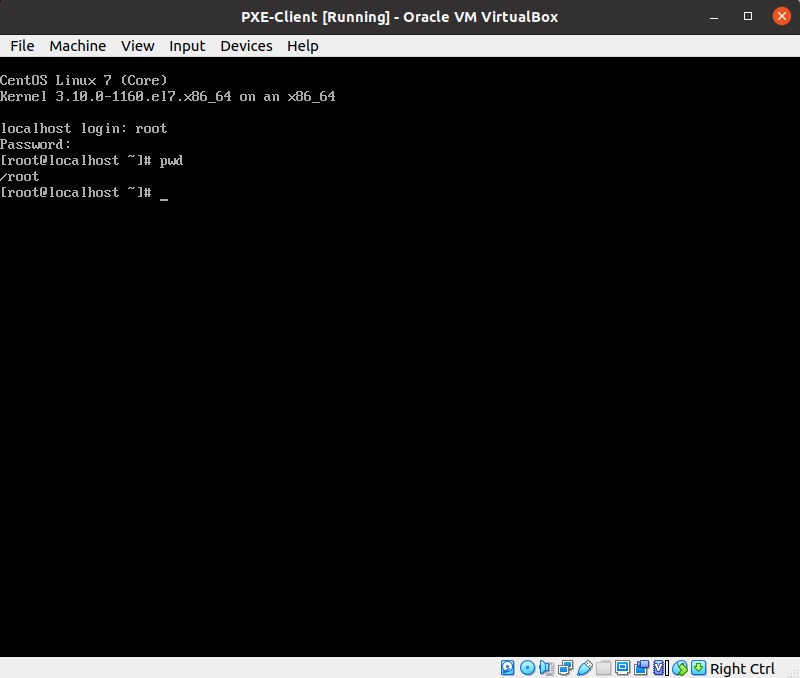 PXE-Client [Running] - Oracle VM VirtualBox
File Machine View Input Devices Help
CentOS Linux 7 (Core)
Kernel 3.10.0-1160.el7.x86_64 on an x86_64
localhost login: root
Password:
[root@localhost ~]# pwd
/root
[root@localhost ~]# _
Right Ctrl